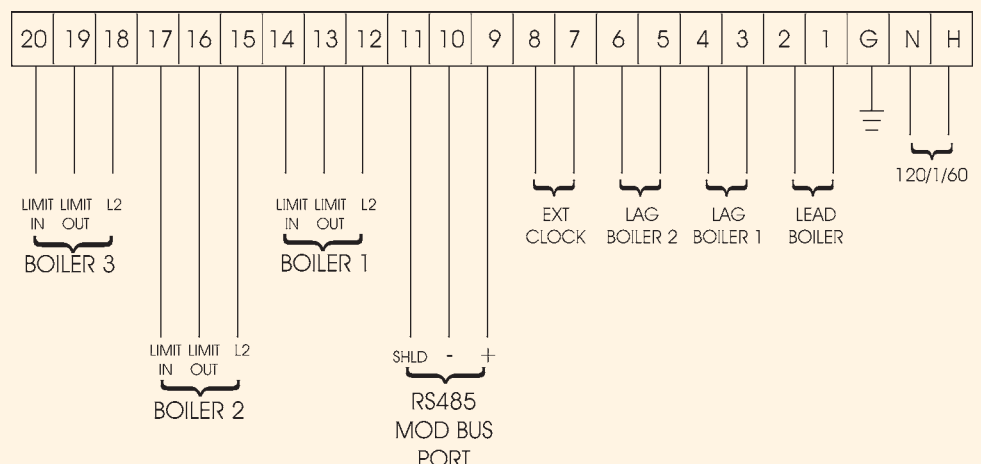 20 19 18 17 16 15 14 13 12 11 10 9 8 7 6 5 4 3 2 1 G N H
120/1/60
LIMIT LIMIT L2
IN OUT
BOILER 3
LIMIT LIMIT L2
IN OUT
BOILER 1
EXT
CLOCK
LAG
BOILER 2
LAG
BOILER 1
LEAD
BOILER
LIMIT LIMIT L2
IN OUT
BOILER 2
SHLD - +
RS485
MOD BUS
PORT